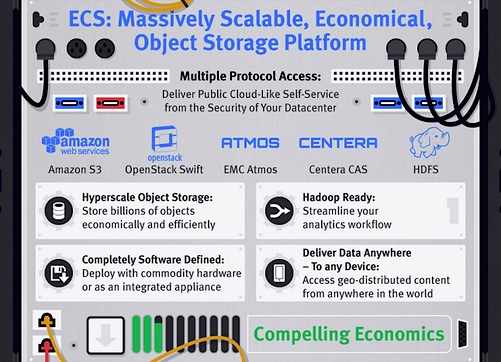 ECS: Massively Scalable, Economical,
Object Storage Platform
Multiple Protocol Access:
Deliver Public Cloud-Like Self-Service
from the Security of Your Datacenter
amazon
web services
openstack
ATMOS
CENTERA
Amazon S3
OpenStack Swift
EMC Atmos
Centera CAS
HDFS
Hyperscale Object Storage:
Store billions of objects
economically and efficiently
Hadoop Ready:
Streamline your
analytics workflow
Completely Software Defined:
Deploy with commodity hardware
or as an integrated appliance
Deliver Data Anywhere
– To any Device:
Access geo-distributed content
from anywhere in the world
Compelling Economics